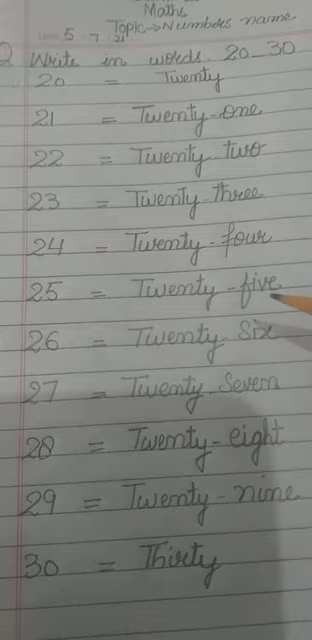 Maths
5 Topic→Numbers name
21
Q Write in words. 20-30
20 = Twenty
21 = Twenty-one
22 = Twenty-two
23 = Twenty-three
24 = Twenty-four
25 = Twenty-five
26 = Twenty-Six
27 = Twenty-Seven
28 = Twenty-eight
29 = Twenty-nine
30 = Thirty